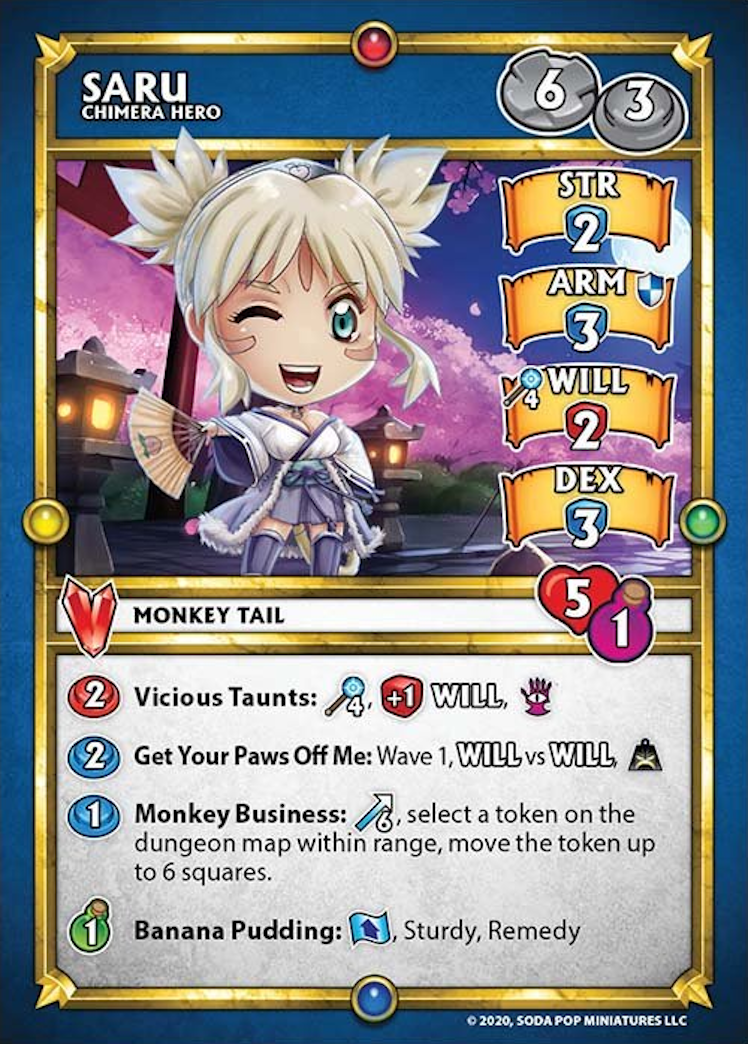 SARU
CHIMERA HERO
6 3
STR
2
ARM
3
4 WILL
2
DEX
3
5
1
MONKEY TAIL
2 Vicious Taunts: 4, +1 WILL,
2 Get Your Paws Off Me: Wave 1, WILL vs WILL,
1 Monkey Business: 6, select a token on the
dungeon map within range, move the token up
to 6 squares.
1 Banana Pudding: , Sturdy, Remedy
© 2020, SODA POP MINIATURES LLC